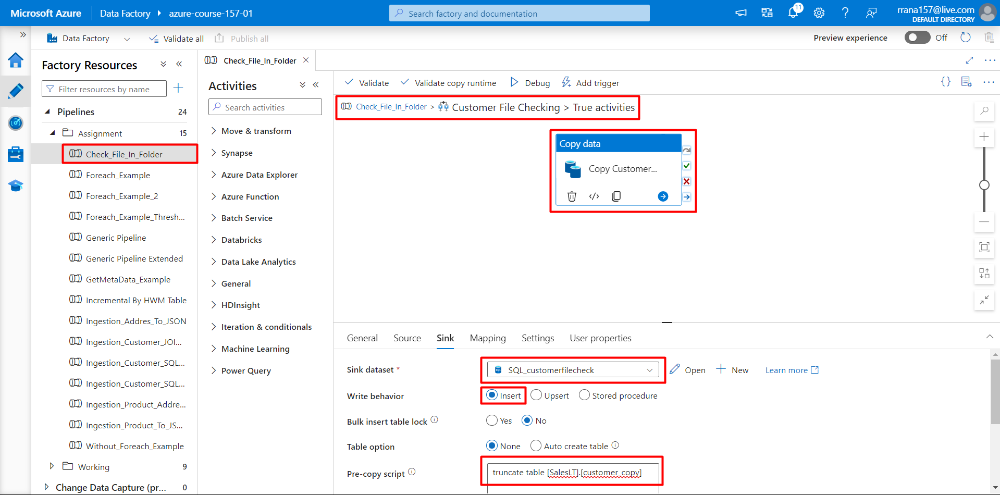 Microsoft Azure
Data Factory
azure-course-157-01
Search factory and documentation
11
rrana157@live.com
DEFAULT DIRECTORY
Data Factory
Validate all
Publish all
Preview experience
Off
Factory Resources
Filter resources by name
Pipelines 24
Assignment 15
Check_File_In_Folder
Foreach_Example
Foreach_Example_2
Foreach_Example_Thresh...
Generic Pipeline
Generic Pipeline Extended
GetMetaData_Example
Incremental By HWM Table
Ingestion_Addres_To_JSON
Ingestion_Customer_JOI...
Ingestion_Customer_SQL...
Ingestion_Customer_SQL...
Ingestion_Product_Addre...
Ingestion_Product_To_JS...
Without_Foreach_Example
Working 9
Change Data Capture (pr... 0
Check_File_In_Folder
Activities
Search activities
Move & transform
Synapse
Azure Data Explorer
Azure Function
Batch Service
Databricks
Data Lake Analytics
General
HDInsight
Iteration & conditionals
Machine Learning
Power Query
Validate
Validate copy runtime
Debug
Add trigger
Check_File_In_Folder > Customer File Checking > True activities
Copy data
Copy Customer...
General
Source
Sink
Mapping
Settings
User properties
Sink dataset *
SQL_customerfilecheck
Open
New
Learn more
Write behavior
Insert
Upsert
Stored procedure
Bulk insert table lock
Yes
No
Table option
None
Auto create table
Pre-copy script
truncate table [SalesLT].[customer_copy]